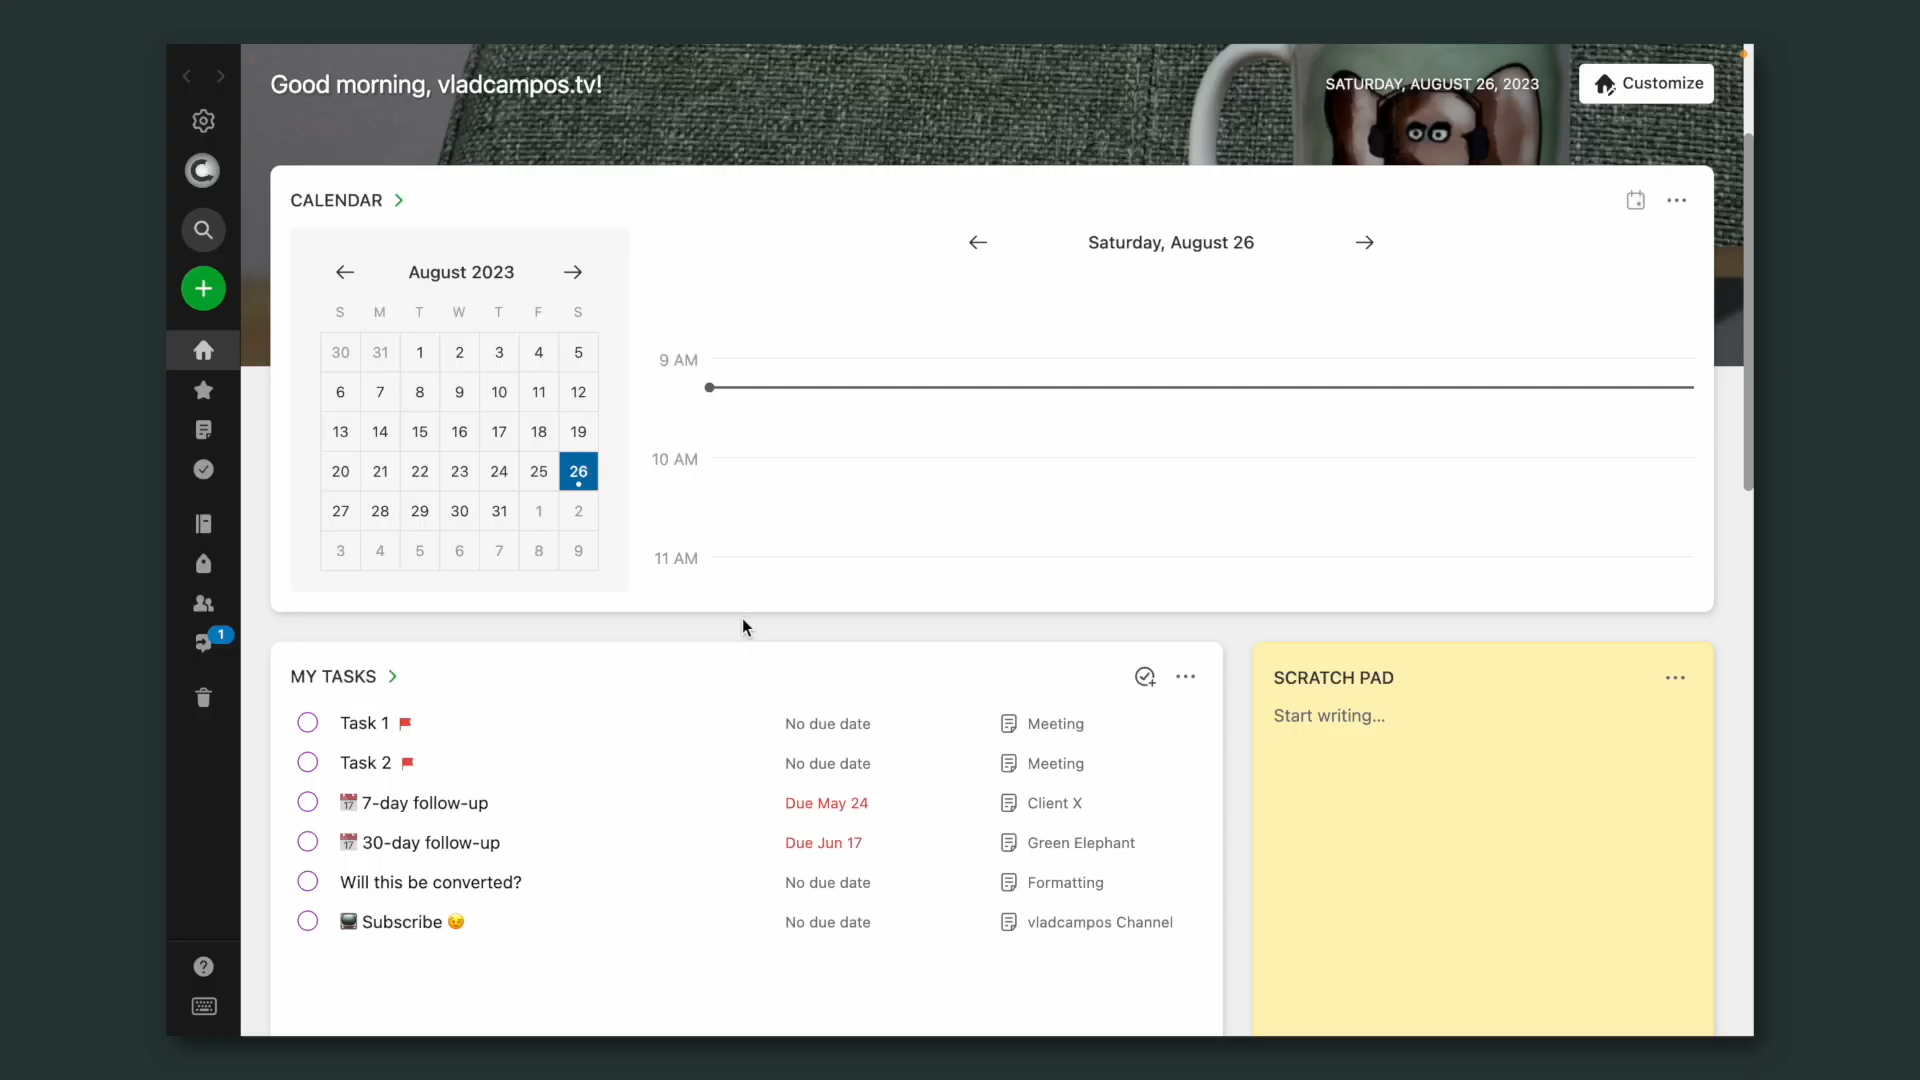 Good morning, vladcampos.tv!
SATURDAY, AUGUST 26, 2023
Customize
CALENDAR
August 2023
S M T W T F S
30 31 1 2 3 4 5
6 7 8 9 10 11 12
13 14 15 16 17 18 19
20 21 22 23 24 25 26
27 28 29 30 31 1 2
3 4 5 6 7 8 9
Saturday, August 26
9 AM
10 AM
11 AM
1
MY TASKS
Task 1 No due date Meeting
Task 2 No due date Meeting
📅 7-day follow-up Due May 24 Client X
📅 30-day follow-up Due Jun 17 Green Elephant
Will this be converted? No due date Formatting
📺 Subscribe 😉 No due date vladcampos Channel
SCRATCH PAD
Start writing...